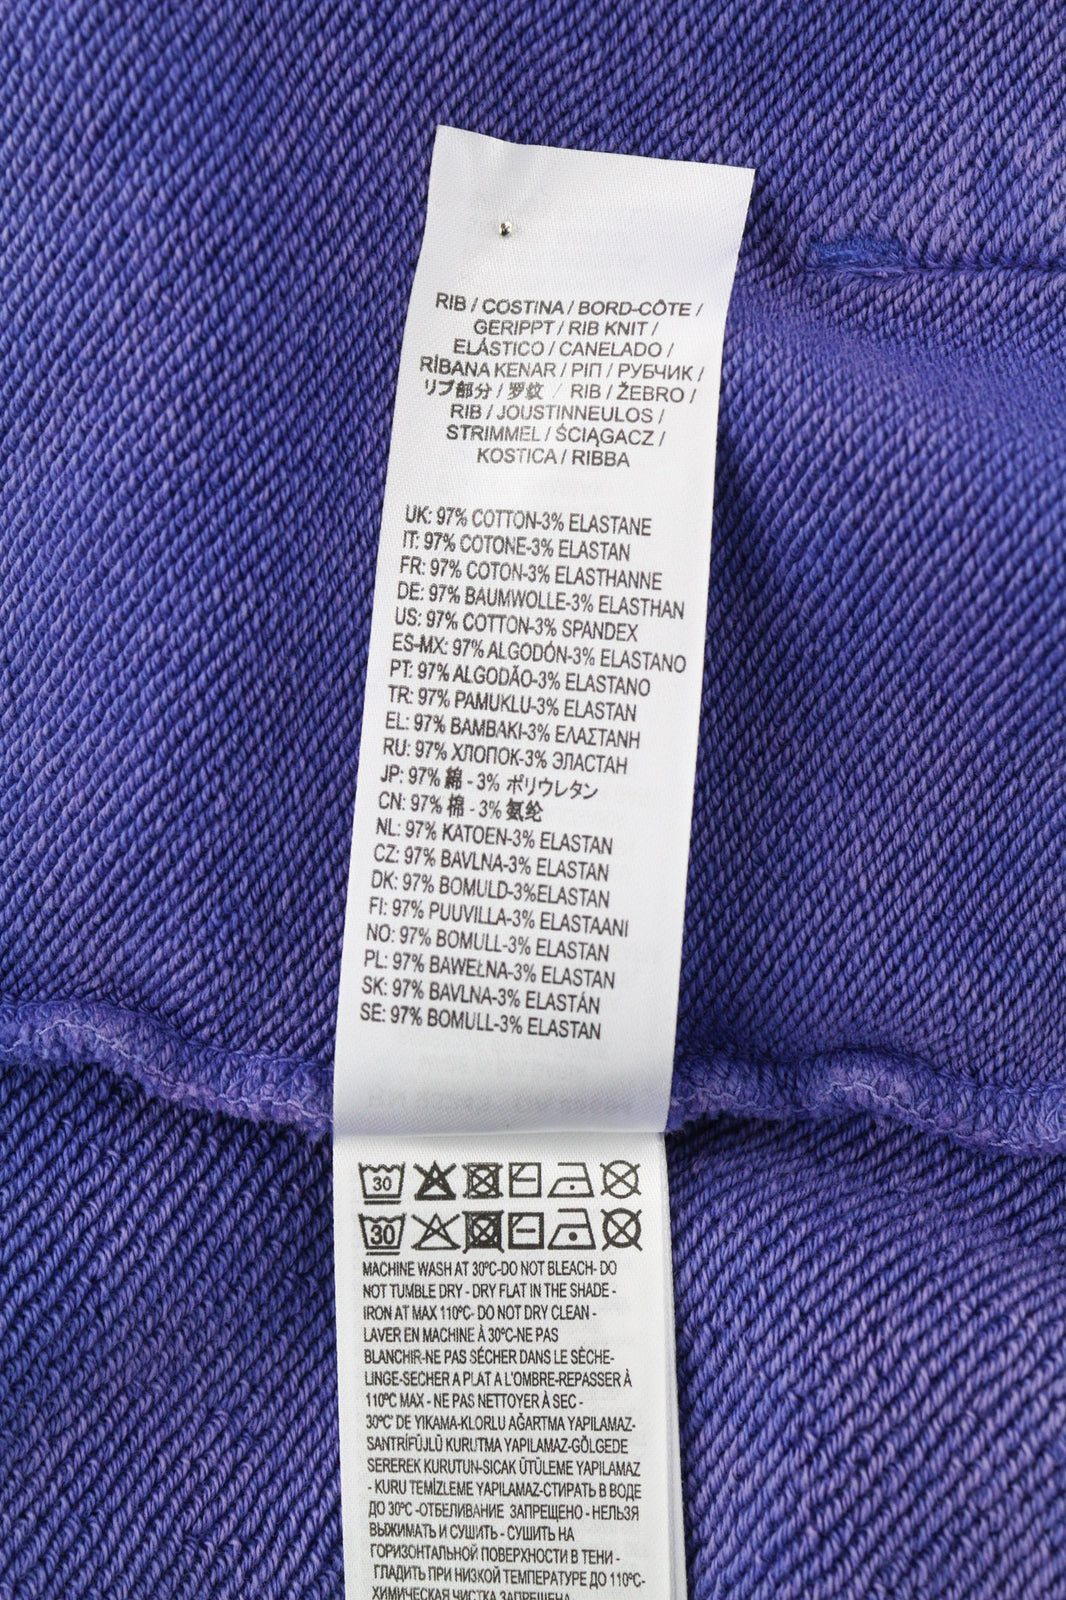 RIB / COSTINA / BORD-CÔTE /
GERIPPT / RIB KNIT /
ELÁSTICO / CANELADO /
RİBANA KENAR / ΡΙΠ / РУБЧИК /
リブ部分 / 罗纹 / RIB / ŽEBRO /
RIB / JOUSTINNEULOS /
STRIMMEL / ŚCIĄGACZ /
KOSTICA / RIBBA
UK: 97% COTTON-3% ELASTANE
IT: 97% COTONE-3% ELASTAN
FR: 97% COTON-3% ELASTHANNE
DE: 97% BAUMWOLLE-3% ELASTHAN
US: 97% COTTON-3% SPANDEX
ES-MX: 97% ALGODÓN-3% ELASTANO
PT: 97% ALGODÃO-3% ELASTANO
TR: 97% PAMUKLU-3% ELASTAN
EL: 97% ΒΑΜΒΑΚΙ-3% ΕΛΑΣΤΑΝΗ
RU: 97% ХЛОПОК-3% ЭЛАСТАН
JP: 97% 綿 - 3% ポリウレタン
CN: 97% 棉 - 3% 氨纶
NL: 97% KATOEN-3% ELASTAN
CZ: 97% BAVLNA-3% ELASTAN
DK: 97% BOMULD-3%ELASTAN
FI: 97% PUUVILLA-3% ELASTAANI
NO: 97% BOMULL-3% ELASTAN
PL: 97% BAWEŁNA-3% ELASTAN
SK: 97% BAVLNA-3% ELASTÁN
SE: 97% BOMULL-3% ELASTAN
30
30
MACHINE WASH AT 30ºC-DO NOT BLEACH- DO
NOT TUMBLE DRY - DRY FLAT IN THE SHADE -
IRON AT MAX 110ºC- DO NOT DRY CLEAN -
LAVER EN MACHINE À 30ºC-NE PAS
BLANCHIR-NE PAS SÉCHER DANS LE SÈCHE-
LINGE-SECHER A PLAT A L'OMBRE-REPASSER À
110ºC MAX - NE PAS NETTOYER À SEC -
30ºC' DE YIKAMA-KLORLU AĞARTMA YAPILAMAZ-
SANTRİFÜJLÜ KURUTMA YAPILAMAZ-GÖLGEDE
SEREREK KURUTUN-SICAK ÜTÜLEME YAPILAMAZ
- KURU TEMİZLEME YAPILAMAZ-СТИРАТЬ В ВОДЕ
ДО 30ºC -ОТБЕЛИВАНИЕ ЗАПРЕЩЕНО - НЕЛЬЗЯ
ВЫЖИМАТЬ И СУШИТЬ - СУШИТЬ НА
ГОРИЗОНТАЛЬНОЙ ПОВЕРХНОСТИ В ТЕНИ -
ГЛАДИТЬ ПРИ НИЗКОЙ ТЕМПЕРАТУРЕ ДО 110ºC-
ХИМИЧЕСКАЯ ЧИСТКА ЗАПРЕЩЕНА